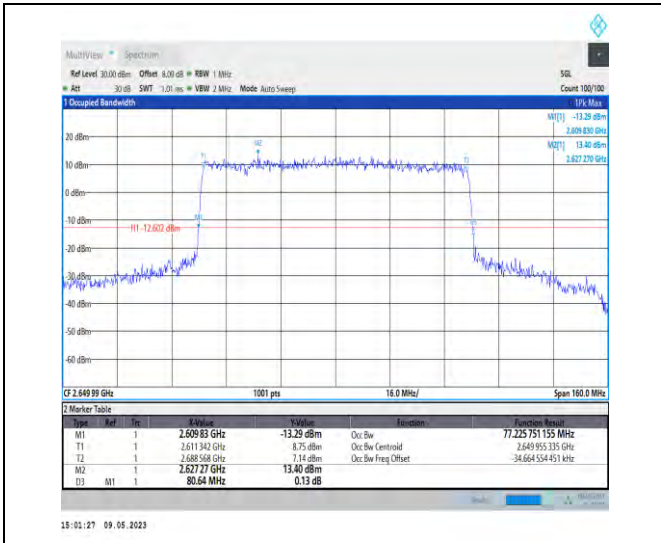 MultiView Spectrum
Ref Level 30.00 dBm Offset 8.00 dB RBW 1 MHz SGL
Att 30 dB SWT 1.01 ms VBW 2 MHz Mode Auto Sweep Count 100/100
1 Occupied Bandwidth 1Pk Max
M1[1] -13.29 dBm
2.609 830 GHz
M2[1] 13.40 dBm
2.627 270 GHz
20 dBm
M2
10 dBm
0 dBm
-10 dBm
H1 -12.602 dBm
-20 dBm
-30 dBm
-40 dBm
-50 dBm
-60 dBm
CF 2.649 99 GHz 1001 pts 16.0 MHz/ Span 160.0 MHz
2 Marker Table
Type Ref Trc X-Value Y-Value Function Function Result
M1 1 2.609 83 GHz -13.29 dBm Occ Bw 77.225 751 155 MHz
T1 1 2.611 342 GHz 8.75 dBm Occ Bw Centroid 2.649 955 335 GHz
T2 1 2.688 568 GHz 7.14 dBm Occ Bw Freq Offset -34.664 554 451 kHz
M2 1 2.627 27 GHz 13.40 dBm
D3 M1 1 80.64 MHz 0.13 dB
15:01:27 09.05.2023